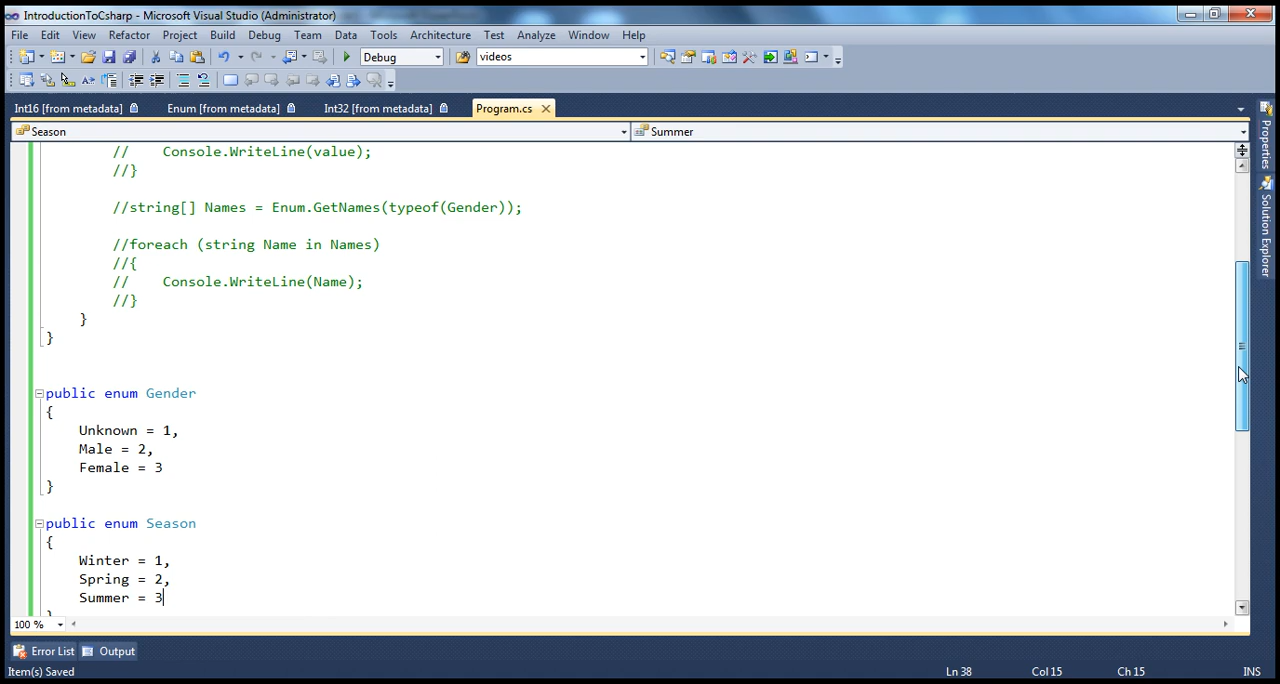 IntroductionToCsharp - Microsoft Visual Studio (Administrator)
File Edit View Refactor Project Build Debug Team Data Tools Architecture Test Analyze Window Help
Debug videos
Int16 [from metadata] Enum [from metadata] Int32 [from metadata] Program.cs
Season Summer
Properties
Solution Explorer
// Console.WriteLine(value);
//}
//string[] Names = Enum.GetNames(typeof(Gender));
//foreach (string Name in Names)
//{
// Console.WriteLine(Name);
//}
}
}
public enum Gender
{
Unknown = 1,
Male = 2,
Female = 3
}
public enum Season
{
Winter = 1,
Spring = 2,
Summer = 3
}
100 %
Error List Output
Item(s) Saved Ln 38 Col 15 Ch 15 INS